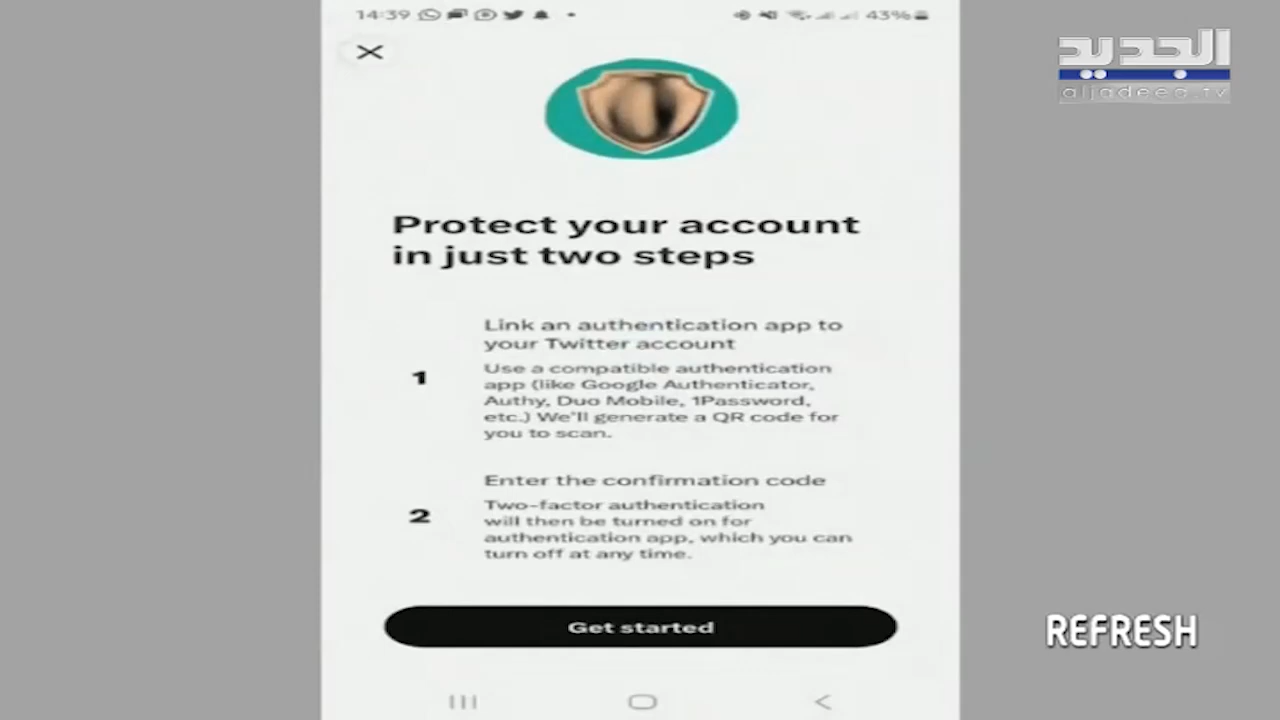 14:39
43%
الجديد
aljadeed.tv
Protect your account
in just two steps
Link an authentication app to
your Twitter account
1
Use a compatible authentication
app (like Google Authenticator,
Authy, Duo Mobile, 1Password,
etc.) We'll generate a QR code for
you to scan.
Enter the confirmation code
2
Two-factor authentication
will then be turned on for
authentication app, which you can
turn off at any time.
Get started
REFRESH